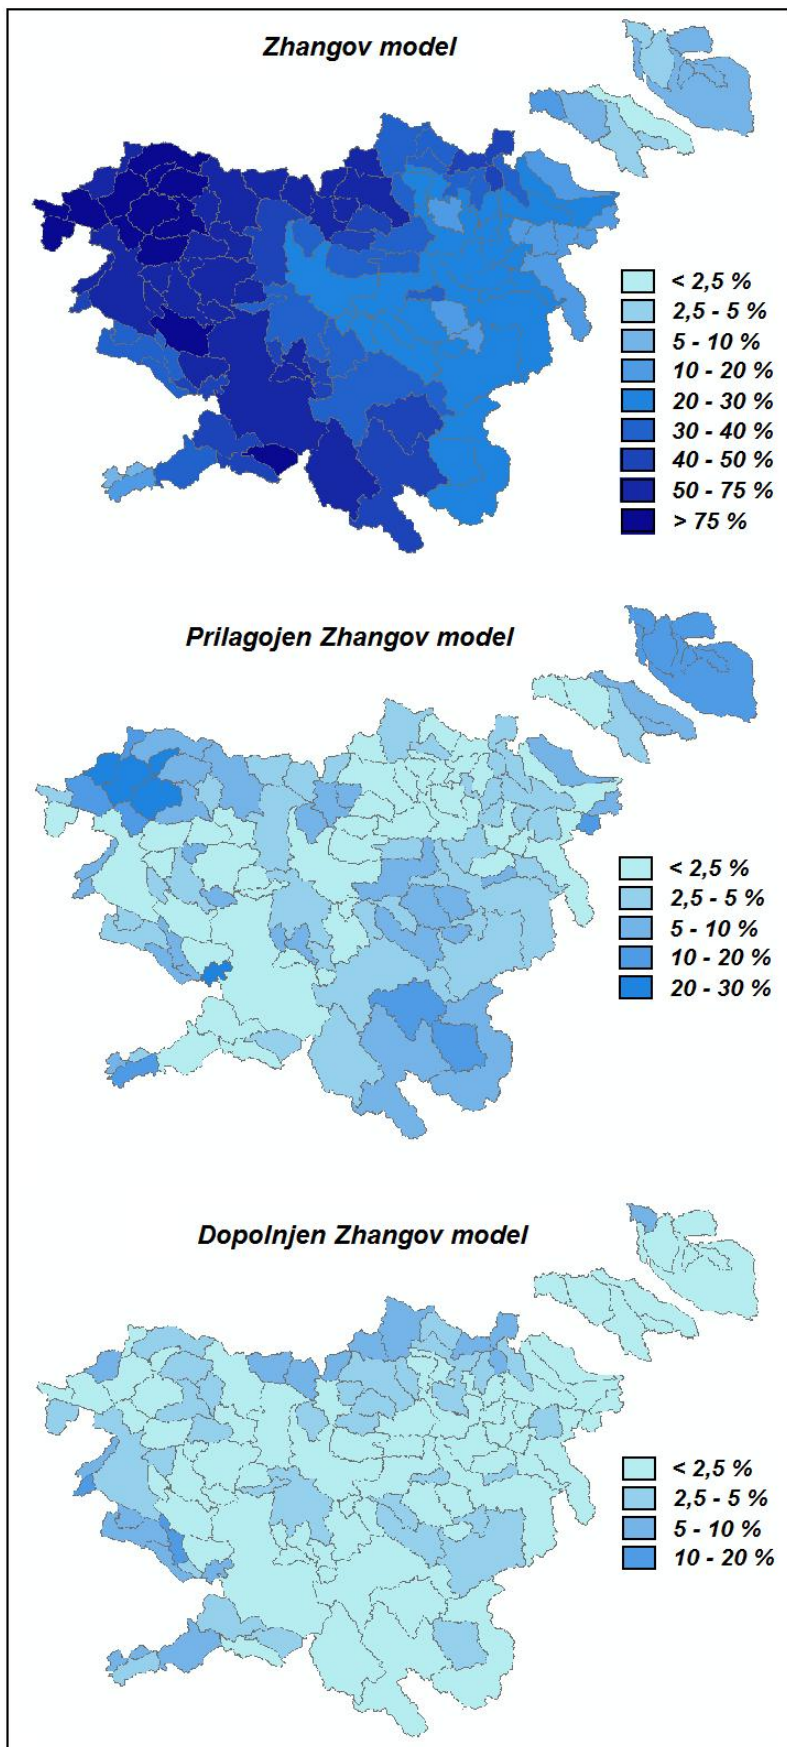 Zhangov model
< 2,5 %
2,5 - 5 %
5 - 10 %
10 - 20 %
20 - 30 %
30 - 40 %
40 - 50 %
50 - 75 %
> 75 %
Prilagojen Zhangov model
< 2,5 %
2,5 - 5 %
5 - 10 %
10 - 20 %
20 - 30 %
Dopolnjen Zhangov model
< 2,5 %
2,5 - 5 %
5 - 10 %
10 - 20 %